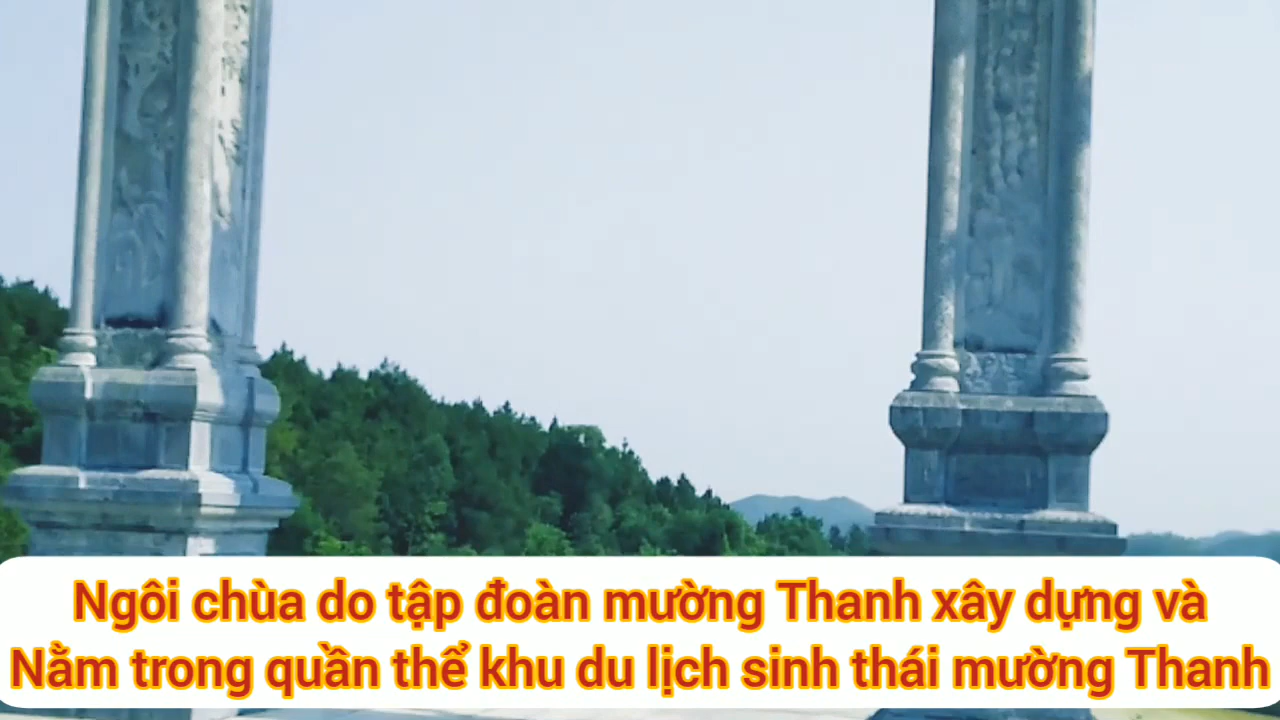 Ngôi chùa do tập đoàn mường Thanh xây dựng và
Nằm trong quần thể khu du lịch sinh thái mường Thanh